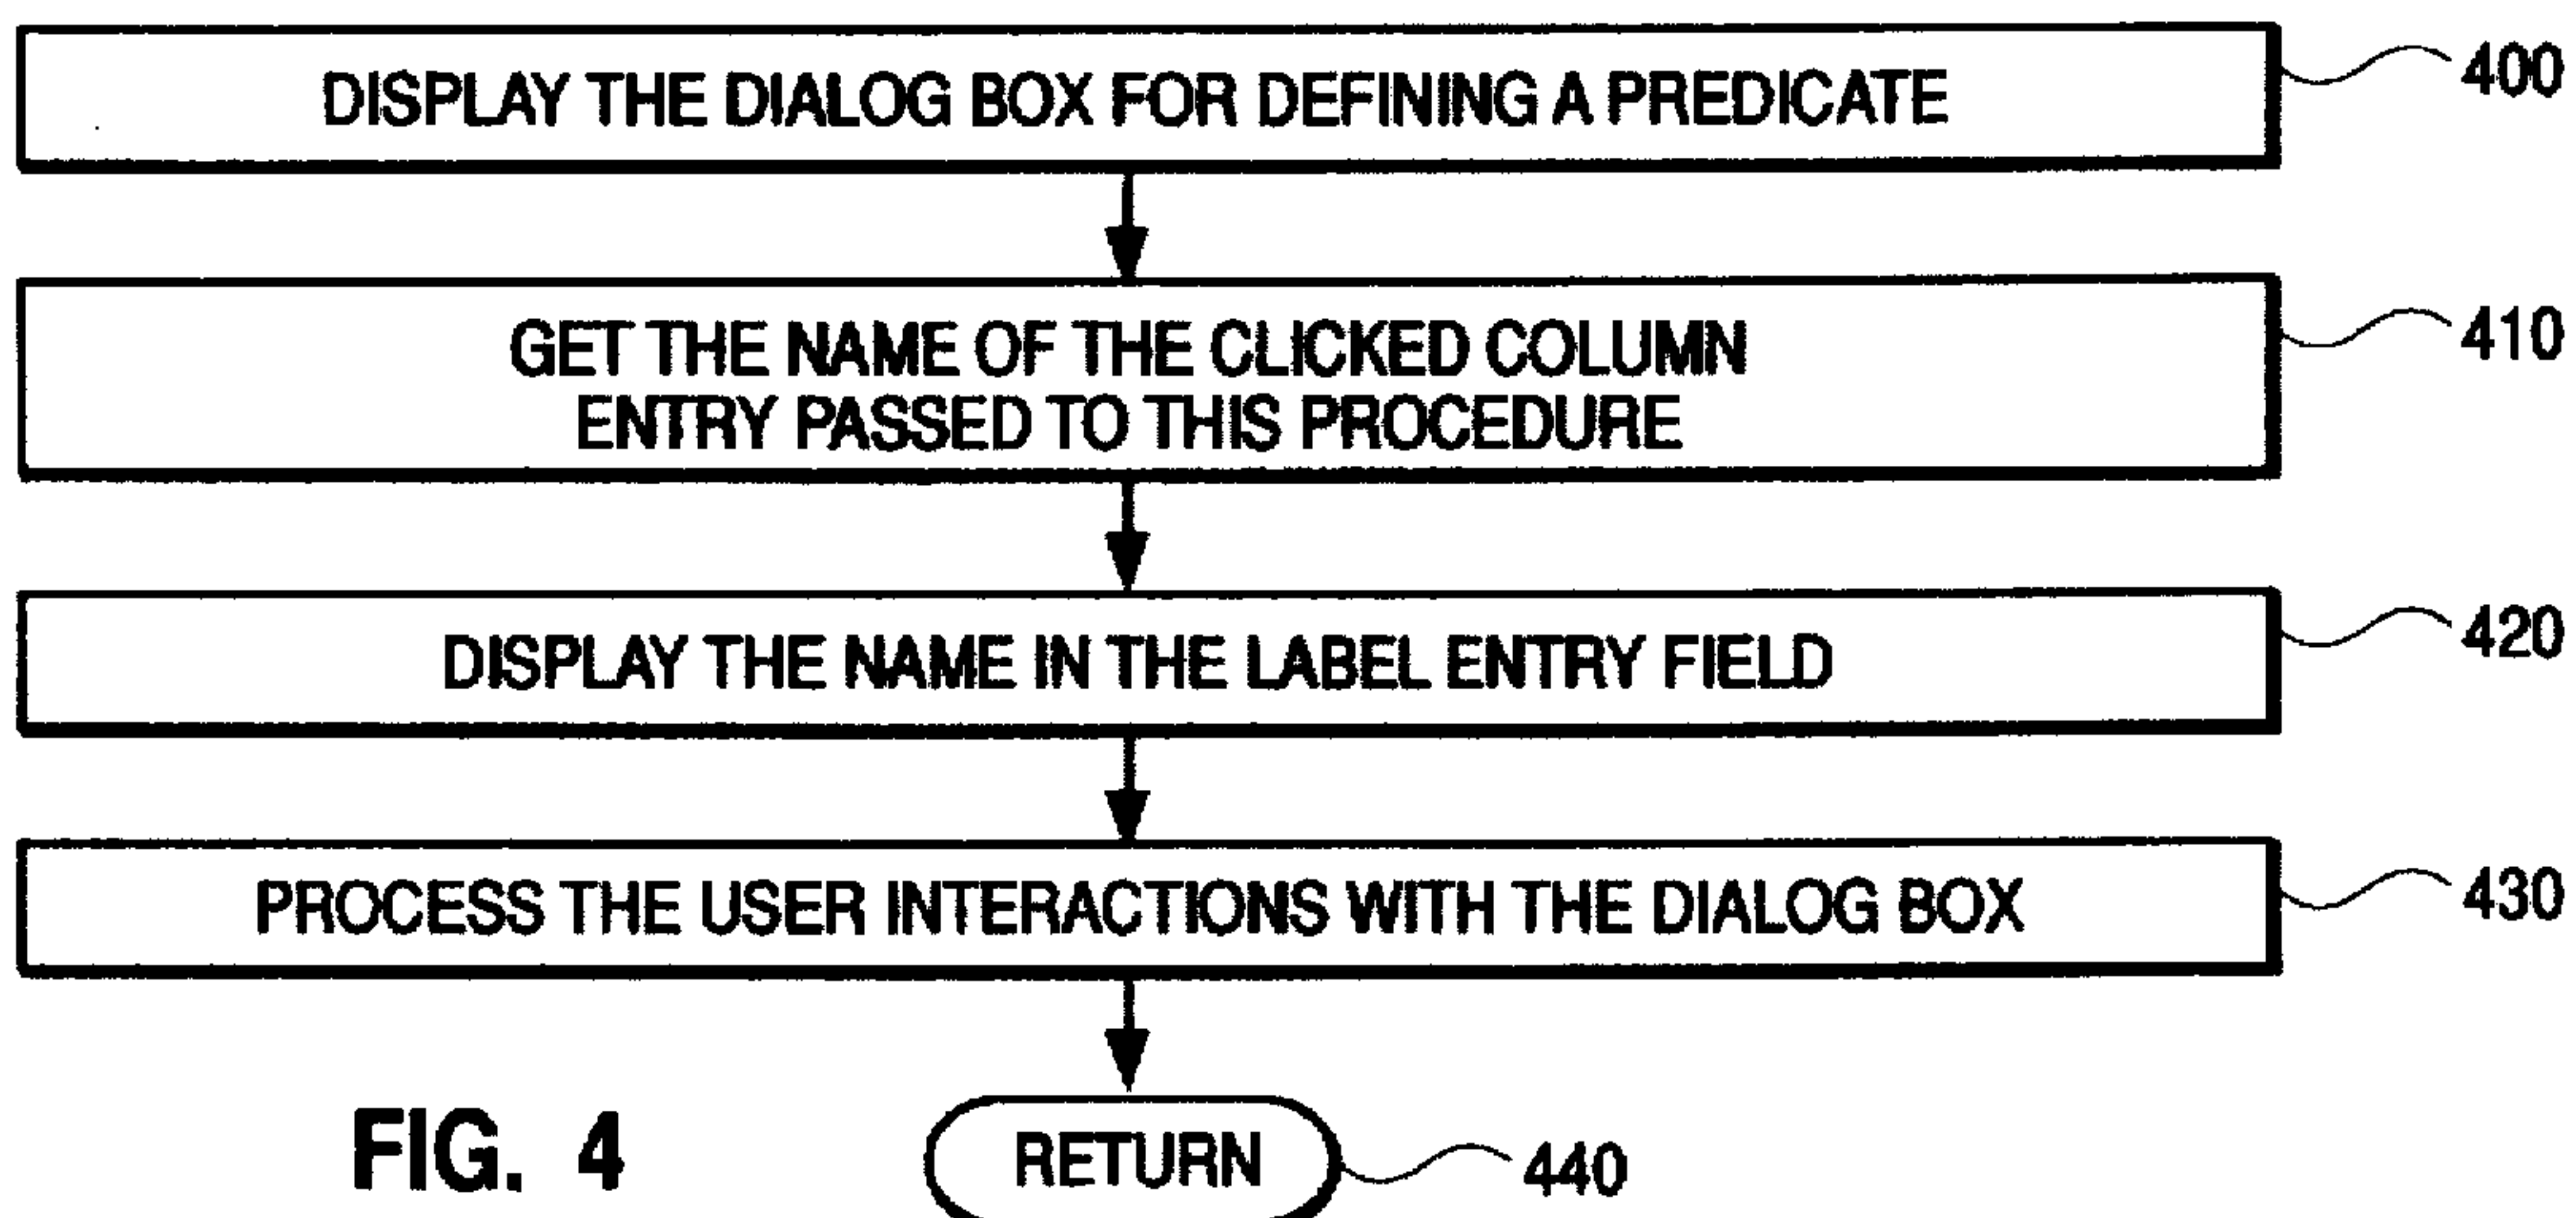 DISPLAY THE DIALOG BOX FOR DEFINING A PREDICATE
400
GET THE NAME OF THE CLICKED COLUMN
ENTRY PASSED TO THIS PROCEDURE
410
DISPLAY THE NAME IN THE LABEL ENTRY FIELD
420
PROCESS THE USER INTERACTIONS WITH THE DIALOG BOX
430
FIG. 4
RETURN
440